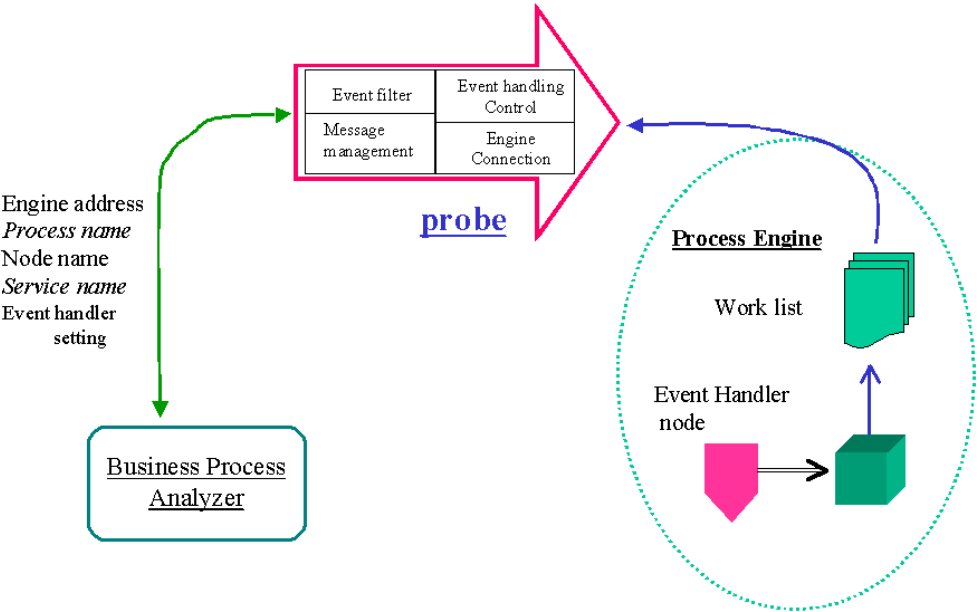 Event filter
Event handling
Control
Message
management
Engine
Connection
probe
Engine address
Process name
Node name
Service name
Event handler
setting
Business Process
Analyzer
Process Engine
Work list
Event Handler
node